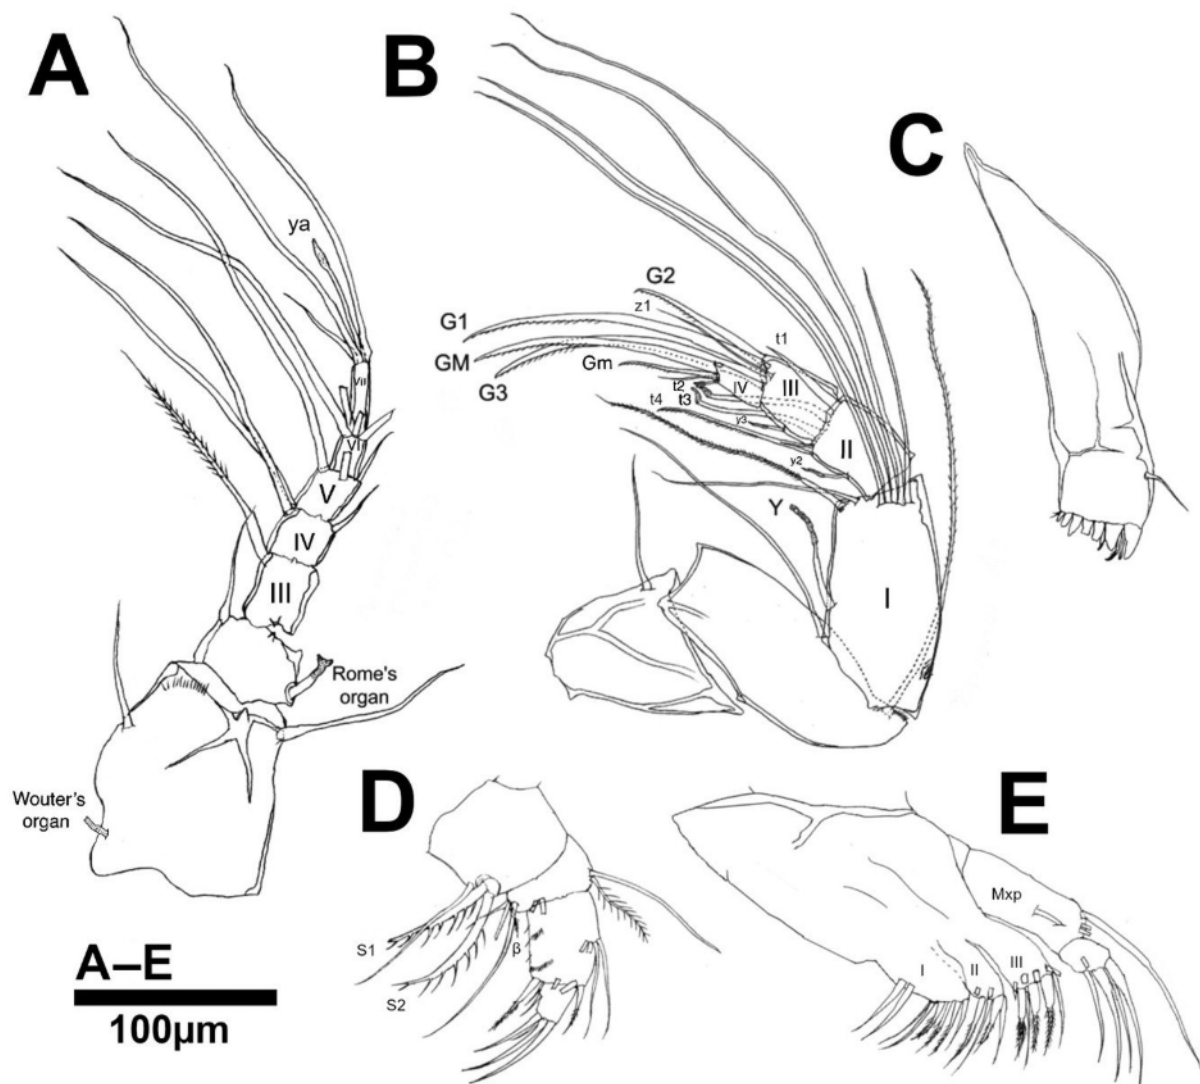 A
B
C
ya
G2
z1
G1
t1
GM
Gm
G3
IV
III
t2
t3
t4
y3
II
y2
Y
I
VII
VI
V
IV
III
Rome's
organ
Wouter's
organ
D
E
Mxp
S1
β
S2
I
II
III
A–E
100µm